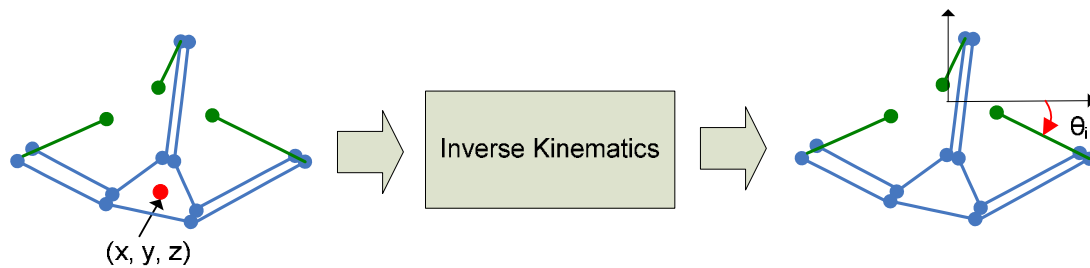 Inverse Kinematics
θi
(x, y, z)